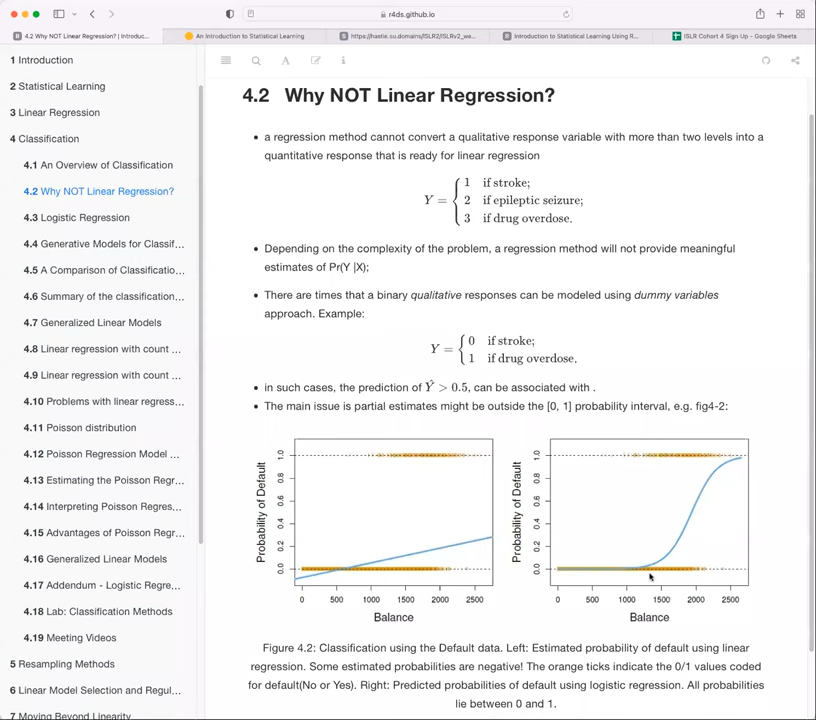 r4ds.github.io
4.2 Why NOT Linear Regression? | Introduc...
An Introduction to Statistical Learning
https://hastie.su.domains/ISLR2/ISLRv2_we...
Introduction to Statistical Learning Using R...
ISLR Cohort 4 Sign Up - Google Sheets
1 Introduction
2 Statistical Learning
3 Linear Regression
4 Classification
4.1 An Overview of Classification
4.2 Why NOT Linear Regression?
4.3 Logistic Regression
4.4 Generative Models for Classif...
4.5 A Comparison of Classificatio...
4.6 Summary of the classification...
4.7 Generalized Linear Models
4.8 Linear regression with count ...
4.9 Linear regression with count ...
4.10 Problems with linear regress...
4.11 Poisson distribution
4.12 Poisson Regression Model ...
4.13 Estimating the Poisson Regr...
4.14 Interpreting Poisson Regres...
4.15 Advantages of Poisson Regr...
4.16 Generalized Linear Models
4.17 Addendum - Logistic Regre...
4.18 Lab: Classification Methods
4.19 Meeting Videos
5 Resampling Methods
6 Linear Model Selection and Regul...
7 Moving Beyond Linearity
4.2 Why NOT Linear Regression?
• a regression method cannot convert a qualitative response variable with more than two levels into a
quantitative response that is ready for linear regression
1 if stroke;
Y = { 2 if epileptic seizure;
3 if drug overdose.
• Depending on the complexity of the problem, a regression method will not provide meaningful
estimates of Pr(Y |X);
• There are times that a binary qualitative responses can be modeled using dummy variables
approach. Example:
Y = { 0 if stroke;
1 if drug overdose.
• in such cases, the prediction of Ŷ > 0.5, can be associated with .
• The main issue is partial estimates might be outside the [0, 1] probability interval, e.g. fig4-2:
Probability of Default
1.0
0.8
0.6
0.4
0.2
0.0
0 500 1000 1500 2000 2500
Balance
Probability of Default
1.0
0.8
0.6
0.4
0.2
0.0
0 500 1000 1500 2000 2500
Balance
Figure 4.2: Classification using the Default data. Left: Estimated probability of default using linear
regression. Some estimated probabilities are negative! The orange ticks indicate the 0/1 values coded
for default(No or Yes). Right: Predicted probabilities of default using logistic regression. All probabilities
lie between 0 and 1.